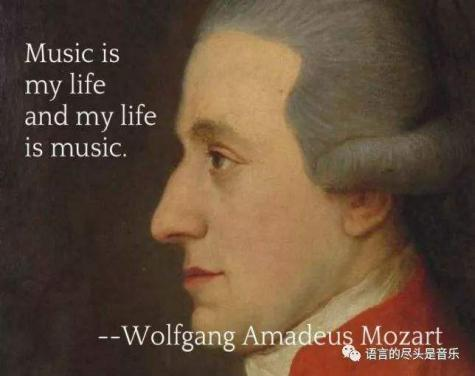 Music is
my life
and my life
is music.
--Wolfgang Amadeus Mozart
语言的尽头是音乐